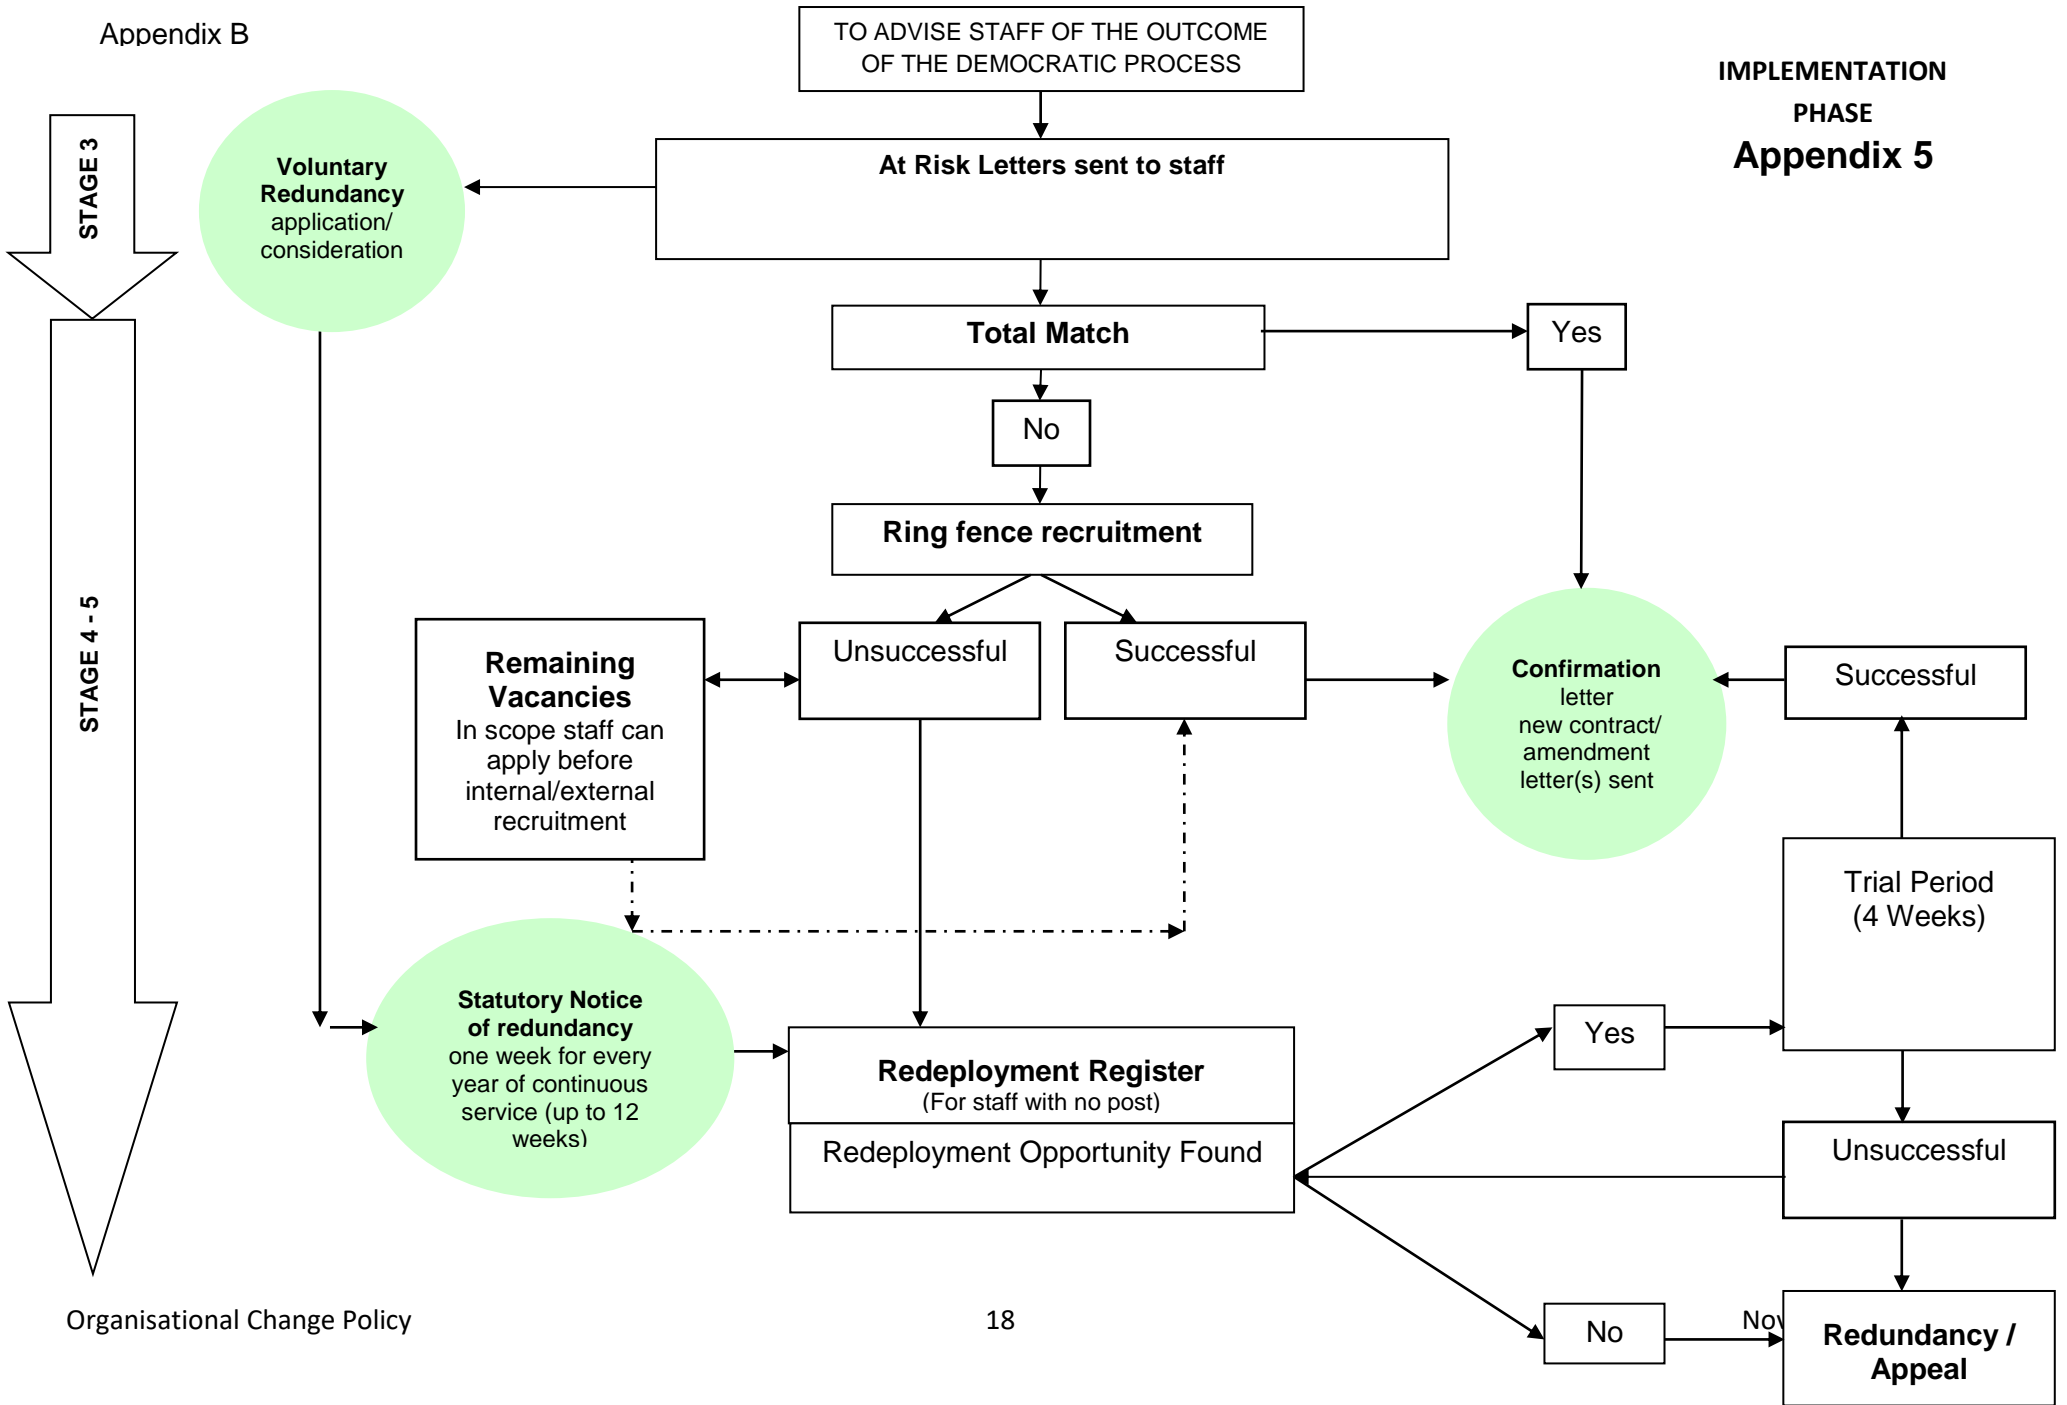 Appendix B
TO ADVISE STAFF OF THE OUTCOME
OF THE DEMOCRATIC PROCESS
IMPLEMENTATION
PHASE
Appendix 5
STAGE 3
Voluntary
Redundancy
application/
consideration
At Risk Letters sent to staff
Total Match
Yes
No
Ring fence recruitment
STAGE 4 - 5
Remaining
Vacancies
In scope staff can
apply before
internal/external
recruitment
Unsuccessful
Successful
Confirmation
letter
new contract/
amendment
letter(s) sent
Successful
Trial Period
(4 Weeks)
Statutory Notice
of redundancy
one week for every
year of continuous
service (up to 12
weeks)
Redeployment Register
(For staff with no post)
Redeployment Opportunity Found
Yes
Unsuccessful
No
Redundancy /
Appeal
Organisational Change Policy
18